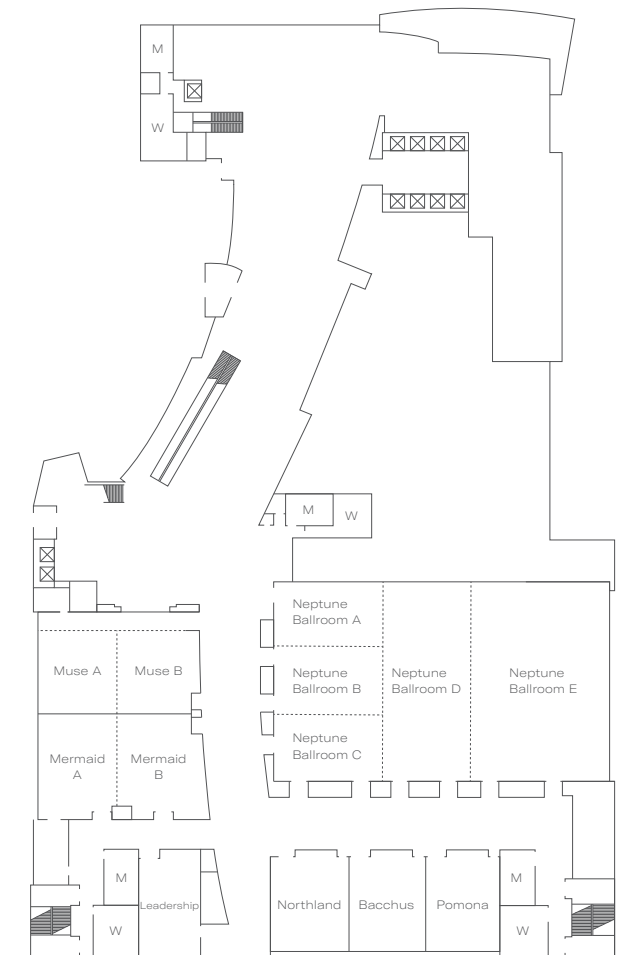 M
W
M
W
Neptune
Ballroom A
Muse A
Muse B
Neptune
Ballroom B
Neptune
Ballroom D
Neptune
Ballroom E
Neptune
Ballroom C
Mermaid
A
Mermaid
B
M
W
Leadership
Northland
Bacchus
Pomona
M
W